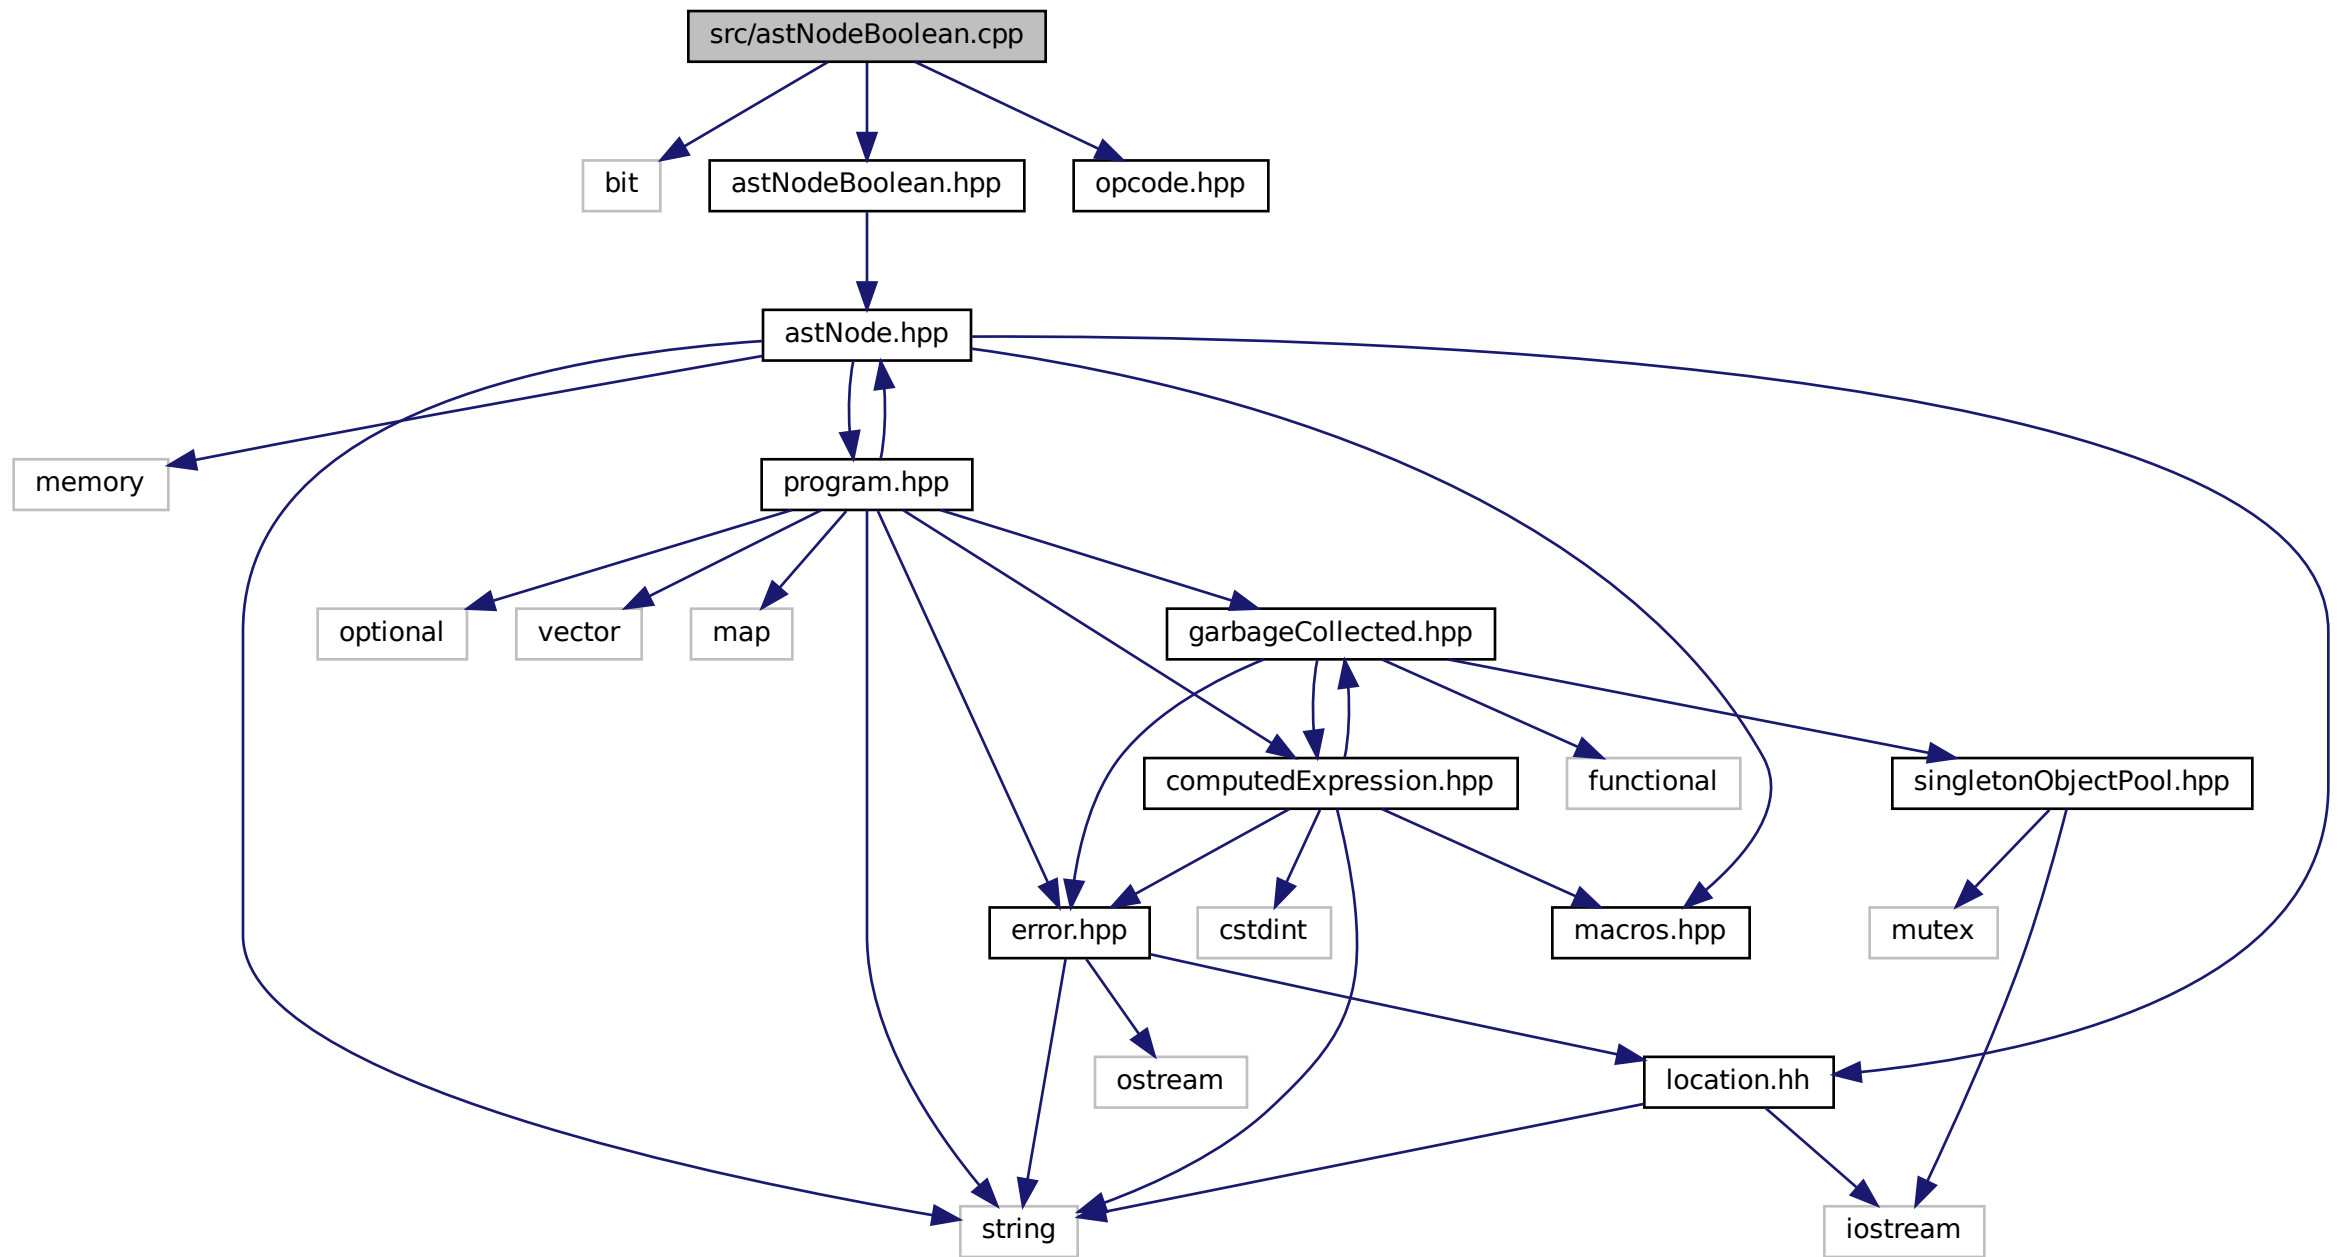 src/astNodeBoolean.cpp
bit
astNodeBoolean.hpp
opcode.hpp
astNode.hpp
memory
program.hpp
optional
vector
map
garbageCollected.hpp
computedExpression.hpp
functional
singletonObjectPool.hpp
error.hpp
cstdint
macros.hpp
mutex
ostream
location.hh
string
iostream